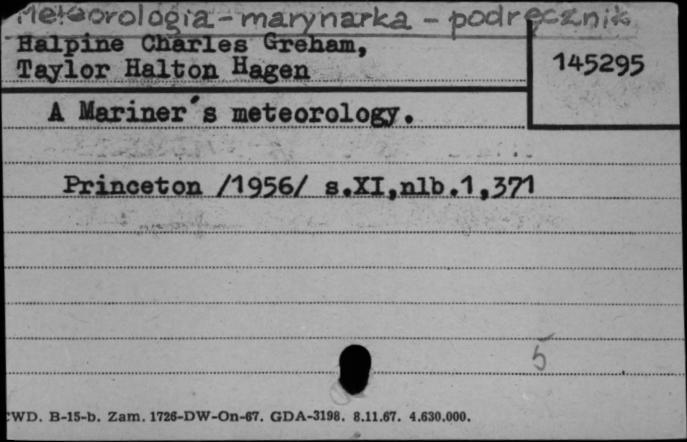 Meteorologia - marynarka - podręcznik
Halpine Charles Greham,
Taylor Halton Hagen
145295
A Mariner´s meteorology.
Princeton /1956/ s.XI,nlb.1,371
5
WD. B-15-b. Zam. 1726-DW-On-67. GDA-3198. 8.11.67. 4.630.000.